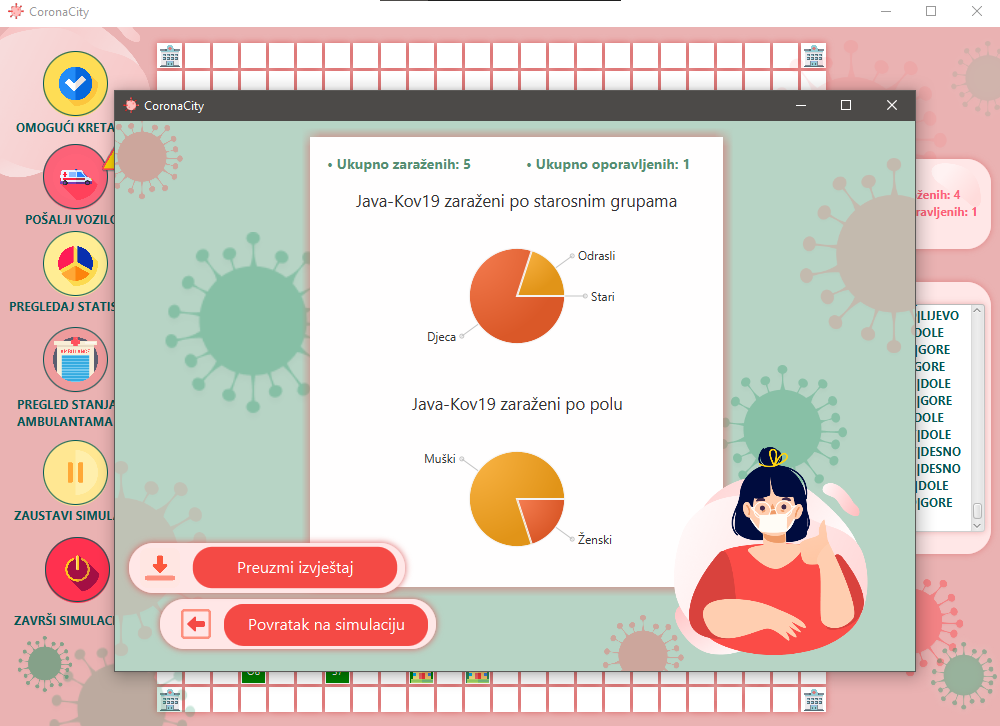 CoronaCity
OMOGUĆI KRETA
POŠALJI VOZILO
PREGLEDAJ STATIS
AMBULANCE
PREGLED STANJA
AMBULANTAMA
ZAUSTAVI SIMUL
ZAVRŠI SIMULACI
CoronaCity
• Ukupno zaraženih: 5
• Ukupno oporavljenih: 1
Java-Kov19 zaraženi po starosnim grupama
Odrasli
Stari
Djeca
Java-Kov19 zaraženi po polu
Muški
Ženski
Preuzmi izvještaj
Povratak na simulaciju
ženih: 4
ravljenih: 1
|LIJEVO
DOLE
|GORE
GORE
|DOLE
|GORE
DOLE
|DOLE
|DESNO
|DESNO
DOLE
|GORE